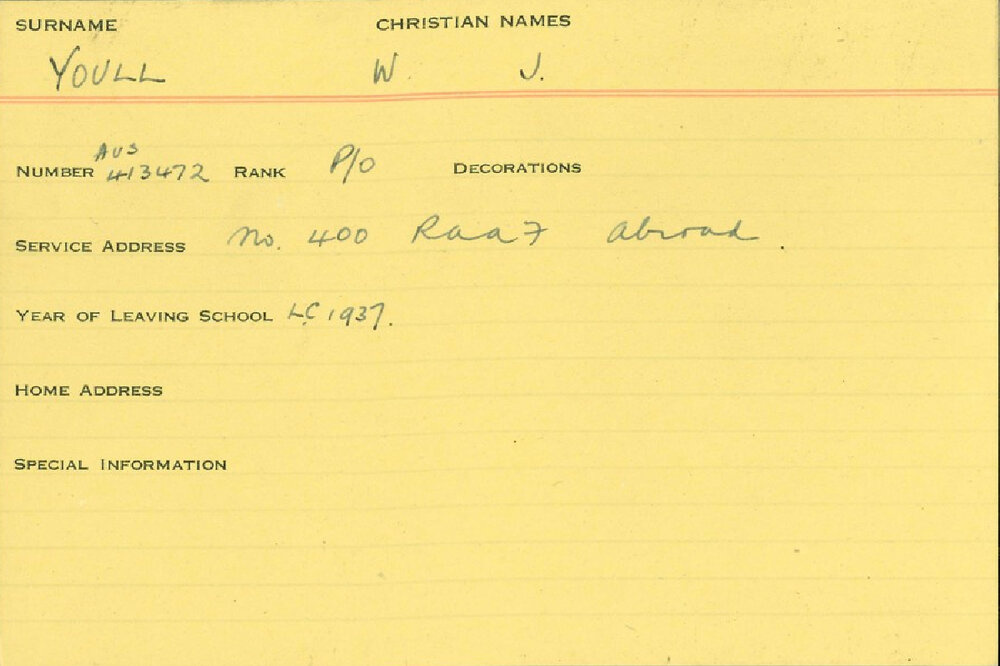 SURNAME CHRISTIAN NAMES
YOULL W. J.
AUS
NUMBER 413472 RANK P/O DECORATIONS
SERVICE ADDRESS No. 400 RaaF abroad.
YEAR OF LEAVING SCHOOL LC 1937.
HOME ADDRESS
SPECIAL INFORMATION